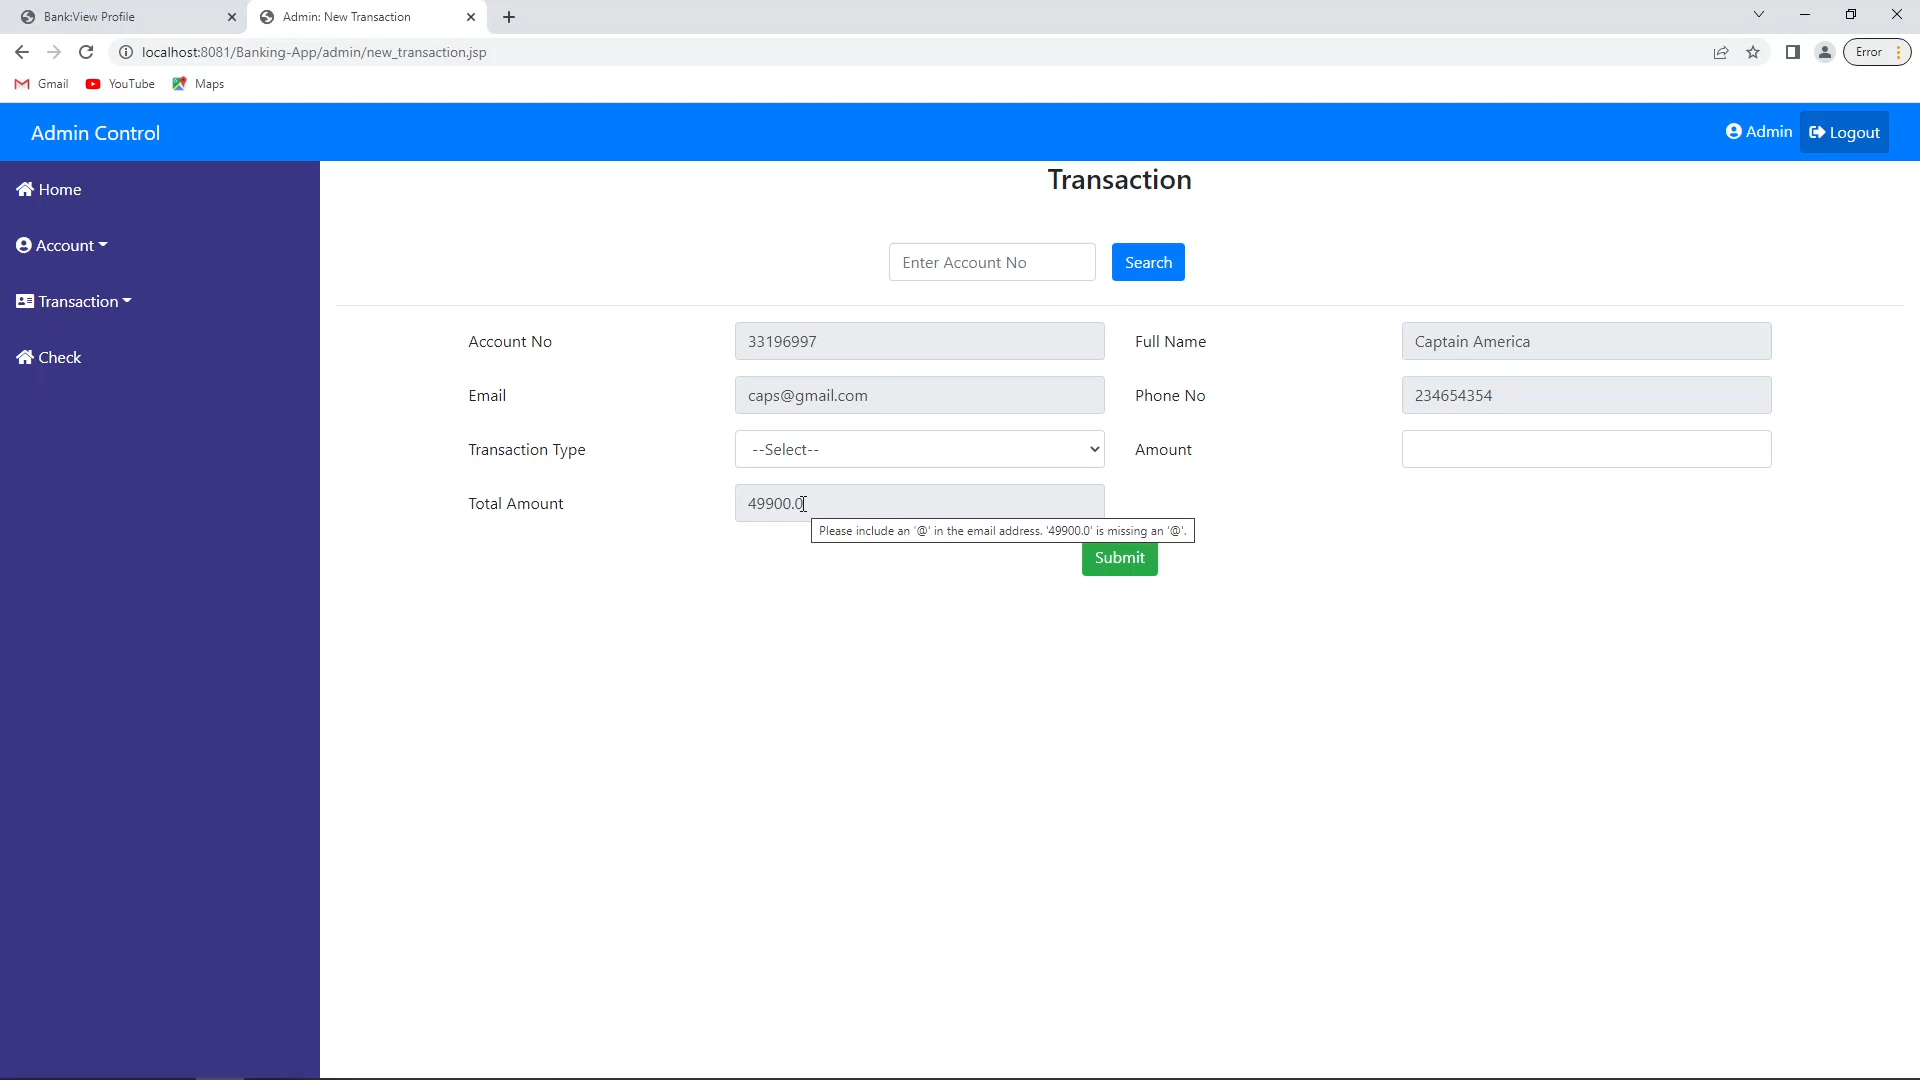 Bank:View Profile
Admin: New Transaction
localhost:8081/Banking-App/admin/new_transaction.jsp
Error
Gmail
YouTube
Maps
Admin Control
Admin
Logout
Home
Account
Transaction
Check
Transaction
Enter Account No
Search
Account No
33196997
Full Name
Captain America
Email
caps@gmail.com
Phone No
234654354
Transaction Type
--Select--
Amount
Total Amount
49900.0
Please include an '@' in the email address. '49900.0' is missing an '@'.
Submit